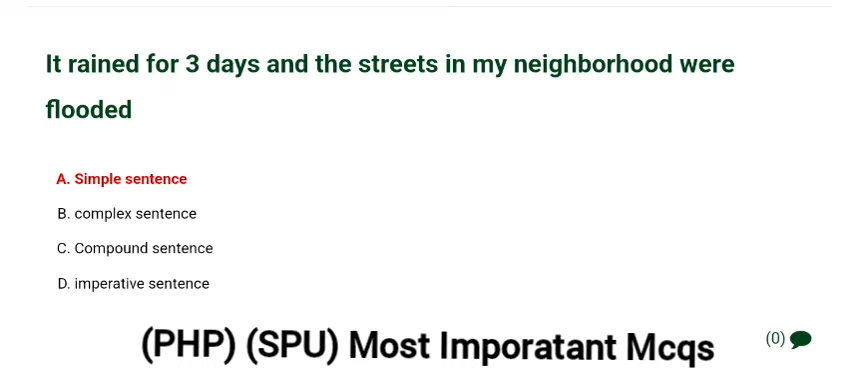 It rained for 3 days and the streets in my neighborhood were
flooded
A. Simple sentence
B. complex sentence
C. Compound sentence
D. imperative sentence
(PHP) (SPU) Most Imporatant Mcqs
(0)